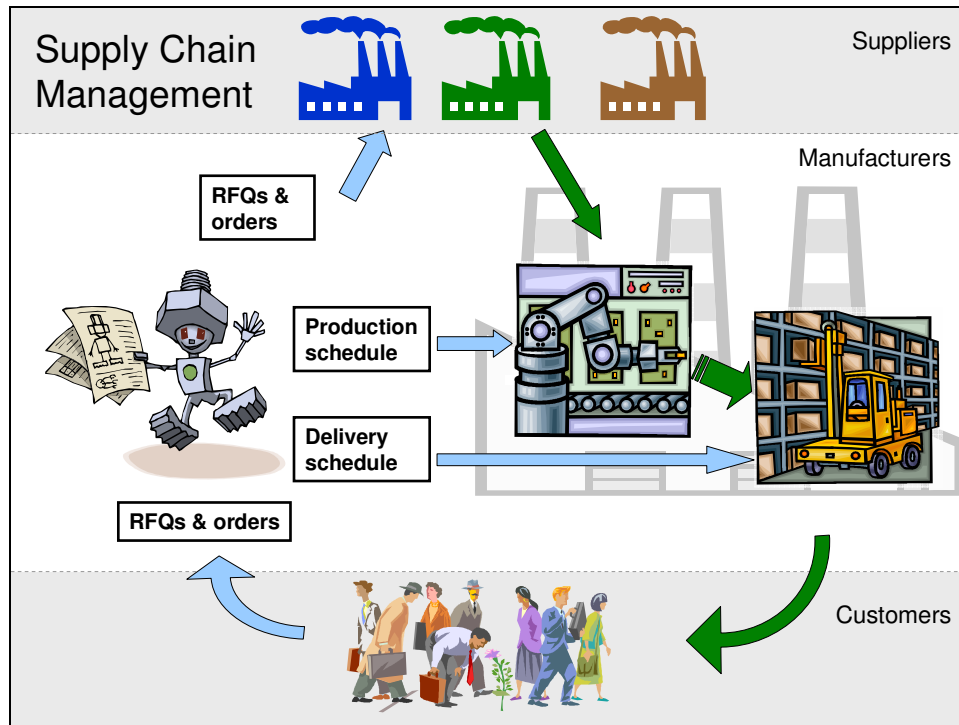 Supply Chain
Management
Suppliers
Manufacturers
RFQs &
orders
Production
schedule
Delivery
schedule
RFQs & orders
Customers